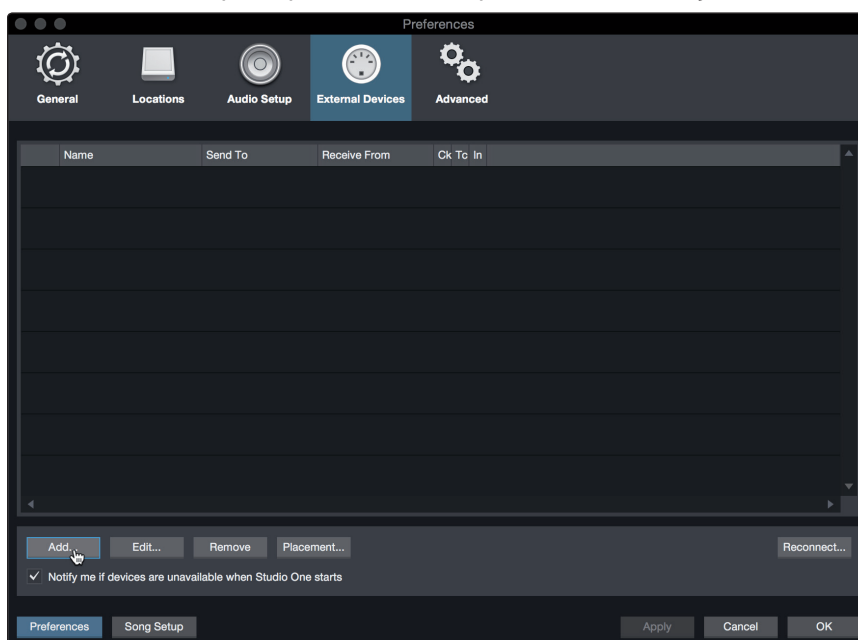 Preferences
General Locations Audio Setup External Devices Advanced
Name Send To Receive From Ck Tc In
Add... Edit... Remove Placement... Reconnect...
Notify me if devices are unavailable when Studio One starts
Preferences Song Setup Apply Cancel OK